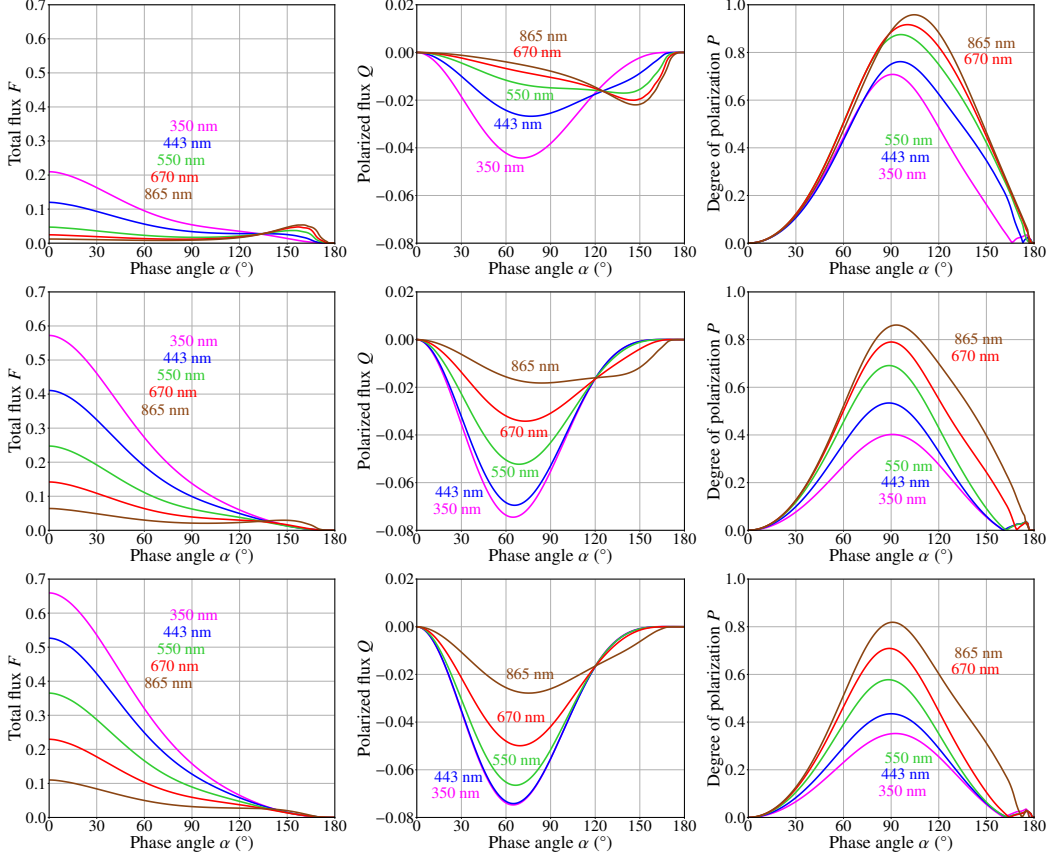 0.7
0.6
0.5
0.4
0.3
0.2
0.1
0.0
Total flux F
350 nm
443 nm
550 nm
670 nm
865 nm
0 30 60 90 120 150 180
Phase angle α (°)
0.02
0.00
−0.02
−0.04
−0.06
−0.08
Polarized flux Q
865 nm
670 nm
550 nm
443 nm
350 nm
0 30 60 90 120 150 180
Phase angle α (°)
1.0
0.8
0.6
0.4
0.2
0.0
Degree of polarization P
865 nm
670 nm
550 nm
443 nm
350 nm
0 30 60 90 120 150 180
Phase angle α (°)
0.7
0.6
0.5
0.4
0.3
0.2
0.1
0.0
Total flux F
350 nm
443 nm
550 nm
670 nm
865 nm
0 30 60 90 120 150 180
Phase angle α (°)
0.02
0.00
−0.02
−0.04
−0.06
−0.08
Polarized flux Q
865 nm
670 nm
550 nm
443 nm
350 nm
0 30 60 90 120 150 180
Phase angle α (°)
1.0
0.8
0.6
0.4
0.2
0.0
Degree of polarization P
865 nm
670 nm
550 nm
443 nm
350 nm
0 30 60 90 120 150 180
Phase angle α (°)
0.7
0.6
0.5
0.4
0.3
0.2
0.1
0.0
Total flux F
350 nm
443 nm
550 nm
670 nm
865 nm
0 30 60 90 120 150 180
Phase angle α (°)
0.02
0.00
−0.02
−0.04
−0.06
−0.08
Polarized flux Q
865 nm
670 nm
550 nm
443 nm
350 nm
0 30 60 90 120 150 180
Phase angle α (°)
1.0
0.8
0.6
0.4
0.2
0.0
Degree of polarization P
865 nm
670 nm
550 nm
443 nm
350 nm
0 30 60 90 120 150 180
Phase angle α (°)